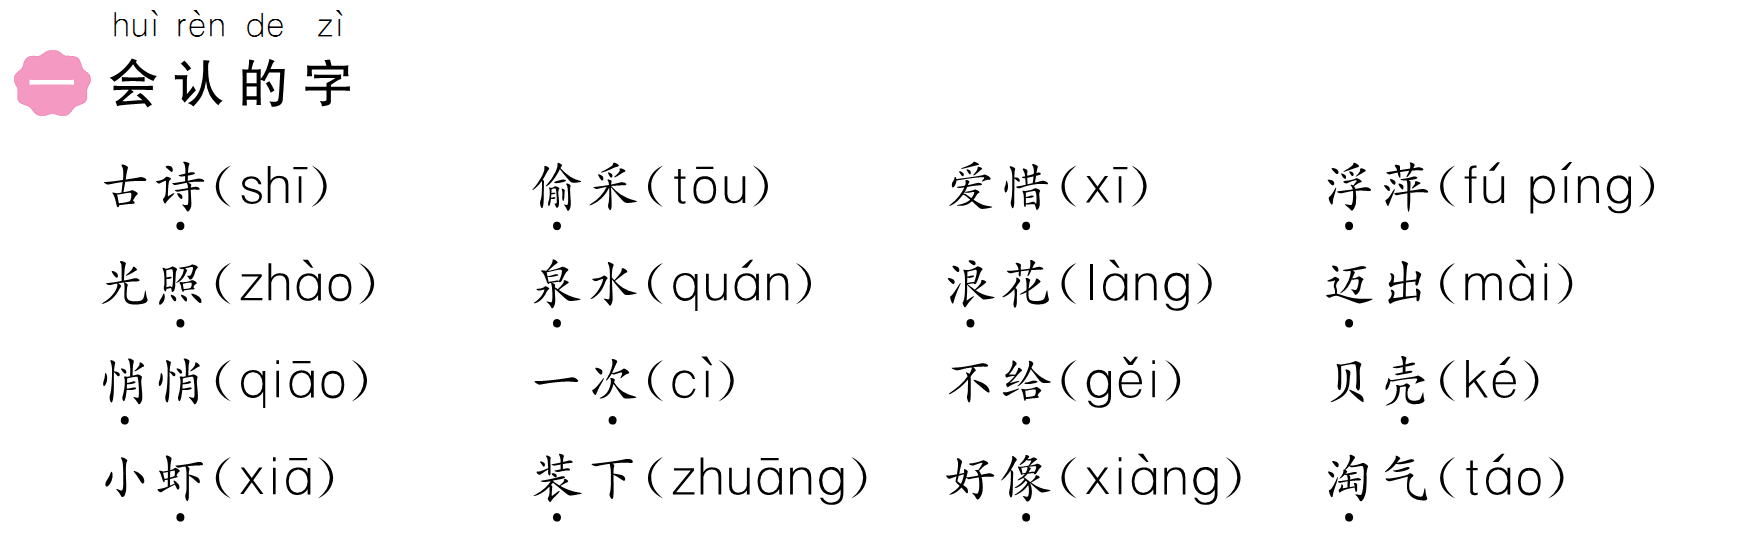 huì rèn de zì
一 会认的字
古诗(shī) 偷采(tōu) 爱惜(xī) 浮萍(fú píng)
光照(zhào) 泉水(quán) 浪花(làng) 迈出(mài)
悄悄(qiāo) 一次(cì) 不给(gěi) 贝壳(ké)
小虾(xiā) 装下(zhuāng) 好像(xiàng) 淘气(táo)